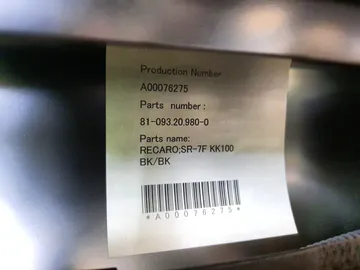 Production Number
A00076275
Parts number :
81-093.20.980-0
Parts name:
RECARO;SR-7F KK100
BK/BK
*A00076275*